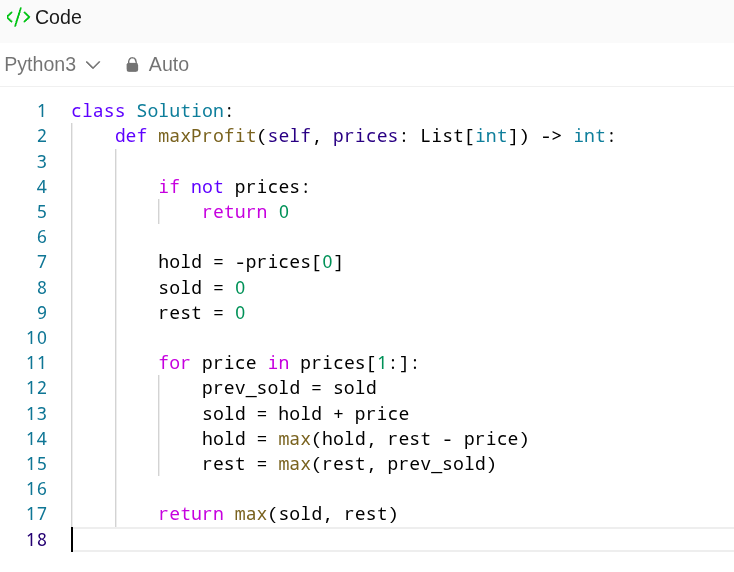 </> Code
Python3 Auto
1 class Solution:
2     def maxProfit(self, prices: List[int]) -> int:
3
4         if not prices:
5             return 0
6
7         hold = -prices[0]
8         sold = 0
9         rest = 0
10
11         for price in prices[1:]:
12             prev_sold = sold
13             sold = hold + price
14             hold = max(hold, rest - price)
15             rest = max(rest, prev_sold)
16
17         return max(sold, rest)
18